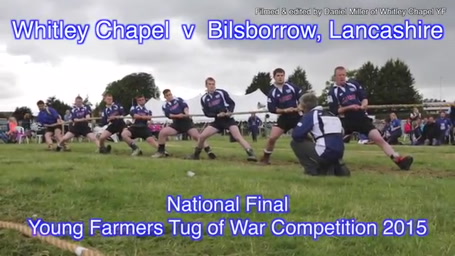 Filmed & edited by Daniel Miller of Whitley Chapel YF
Whitley Chapel v Bilsborrow, Lancashire
National Final
Young Farmers Tug of War Competition 2015